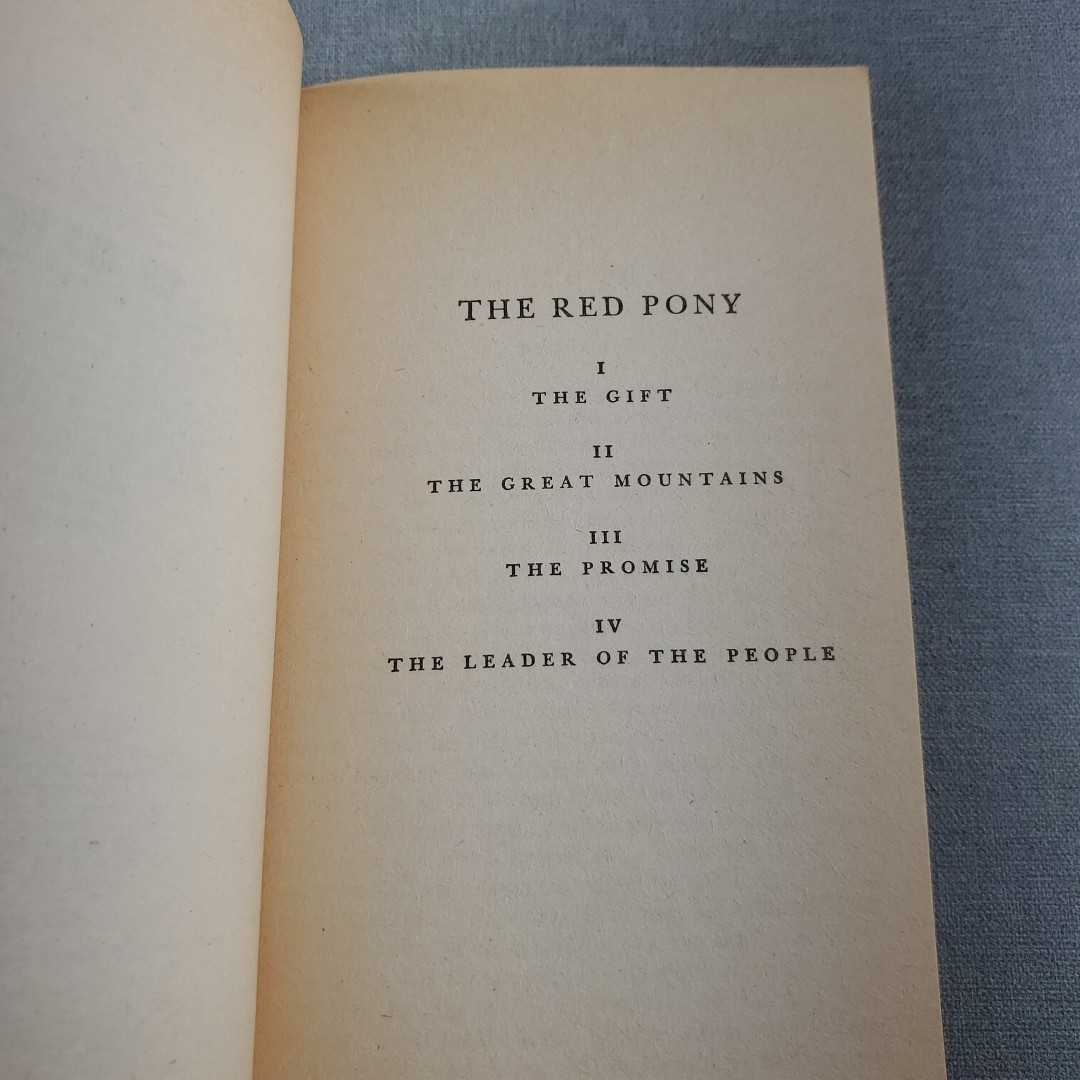 THE RED PONY
I
THE GIFT
II
THE GREAT MOUNTAINS
III
THE PROMISE
IV
THE LEADER OF THE PEOPLE